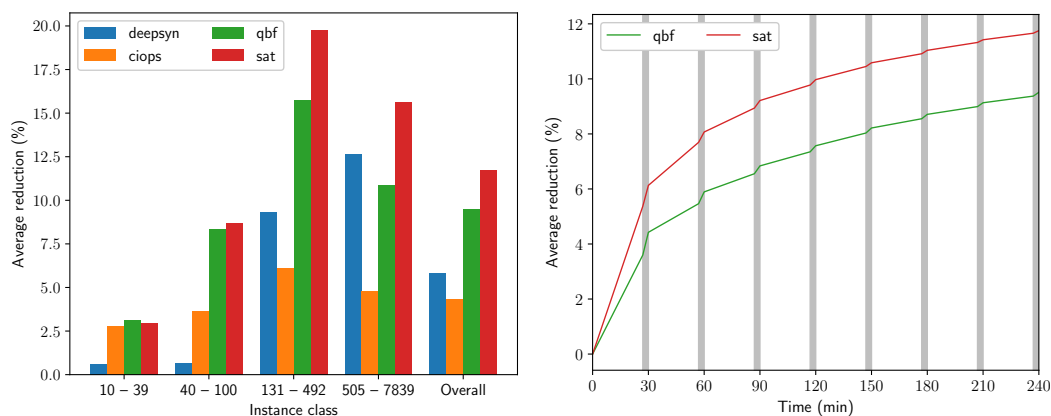 deepsyn
ciops
qbf
sat
Average reduction (%)
20.0
17.5
15.0
12.5
10.0
7.5
5.0
2.5
0.0
10 − 39
40 − 100
131 − 492
505 − 7839
Overall
Instance class
qbf
sat
Average reduction (%)
12
10
8
6
4
2
0
0
30
60
90
120
150
180
210
240
Time (min)